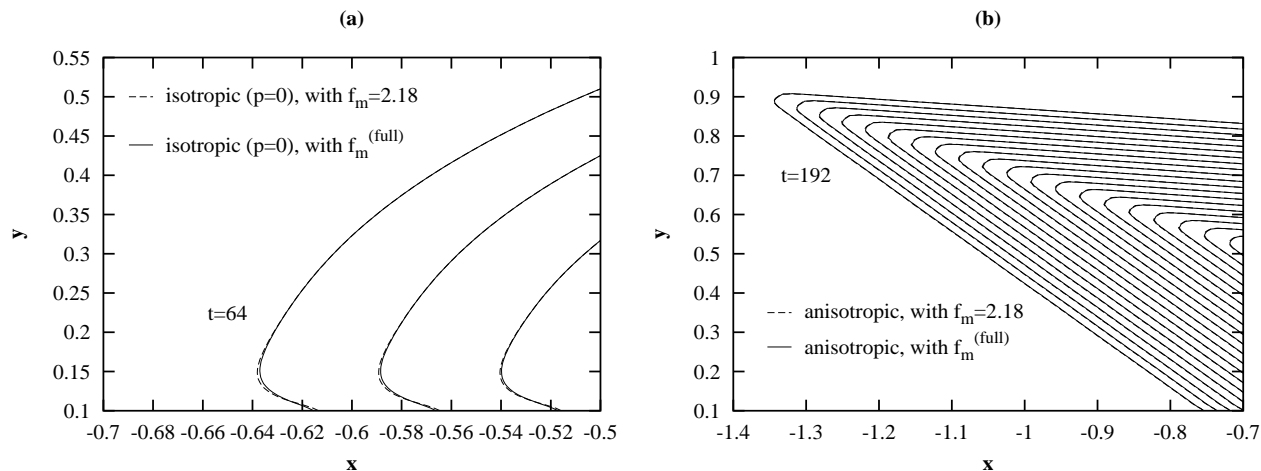 (a)
0.55
0.5
0.45
0.4
0.35
0.3
0.25
0.2
0.15
0.1
y
isotropic (p=0), with f_m=2.18
isotropic (p=0), with f_m^(full)
t=64
-0.7 -0.68 -0.66 -0.64 -0.62 -0.6 -0.58 -0.56 -0.54 -0.52 -0.5
x
(b)
1
0.9
0.8
0.7
0.6
0.5
0.4
0.3
0.2
0.1
y
t=192
anisotropic, with f_m=2.18
anisotropic, with f_m^(full)
-1.4 -1.3 -1.2 -1.1 -1 -0.9 -0.8 -0.7
x